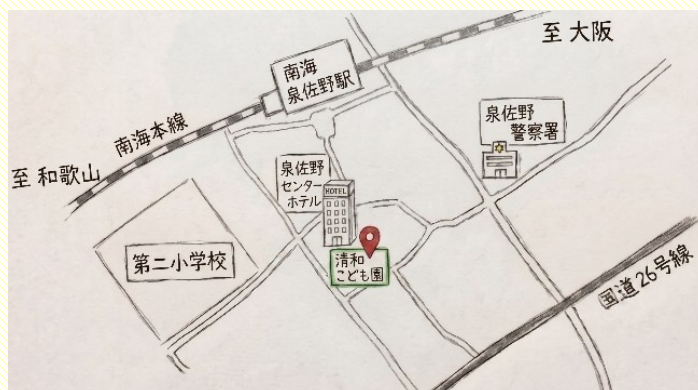 至 大阪
南海
泉佐野駅
南海本線
至 和歌山
泉佐野
警察署
泉佐野
センター
ホテル
HOTEL
第二小学校
清和
こども園
国道26号線